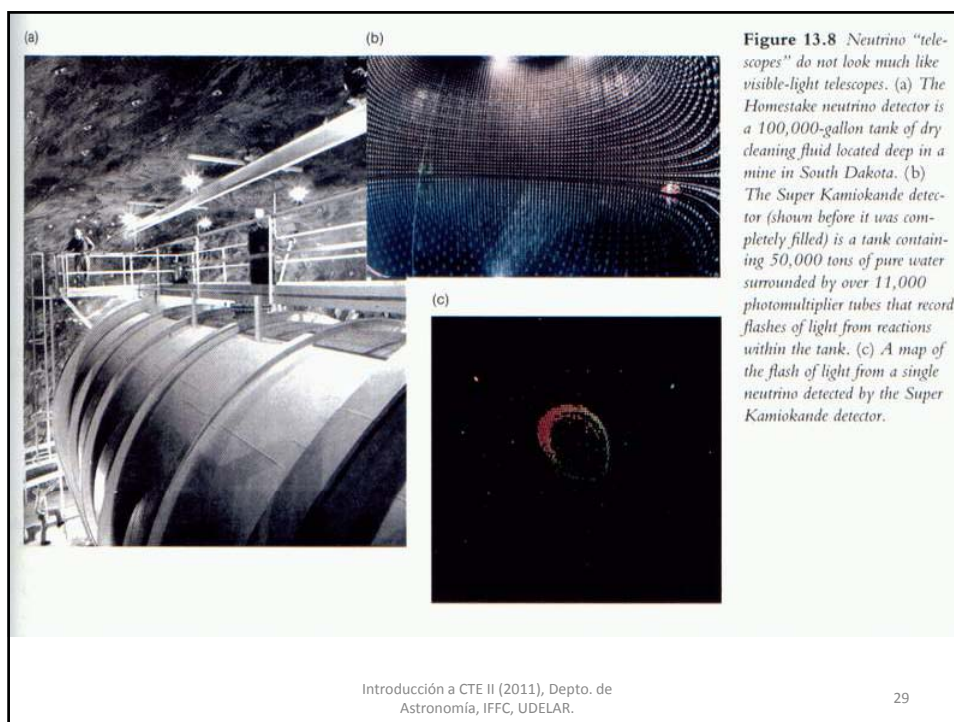 (a)
(b)
(c)
Figure 13.8 Neutrino “tele-
scopes” do not look much like
visible-light telescopes. (a) The
Homestake neutrino detector is
a 100,000-gallon tank of dry
cleaning fluid located deep in a
mine in South Dakota. (b)
The Super Kamiokande detec-
tor (shown before it was com-
pletely filled) is a tank contain-
ing 50,000 tons of pure water
surrounded by over 11,000
photomultiplier tubes that record
flashes of light from reactions
within the tank. (c) A map of
the flash of light from a single
neutrino detected by the Super
Kamiokande detector.
Introducción a CTE II (2011), Depto. de
Astronomía, IFFC, UDELAR.
29